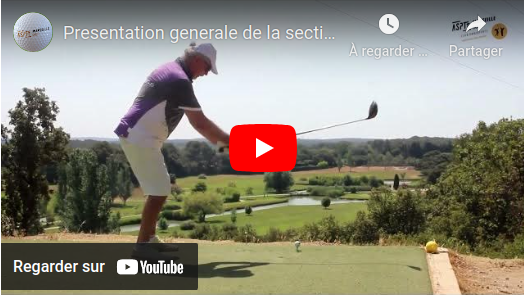 Presentation generale de la secti...
À regarder ...
Partager
Regarder sur YouTube